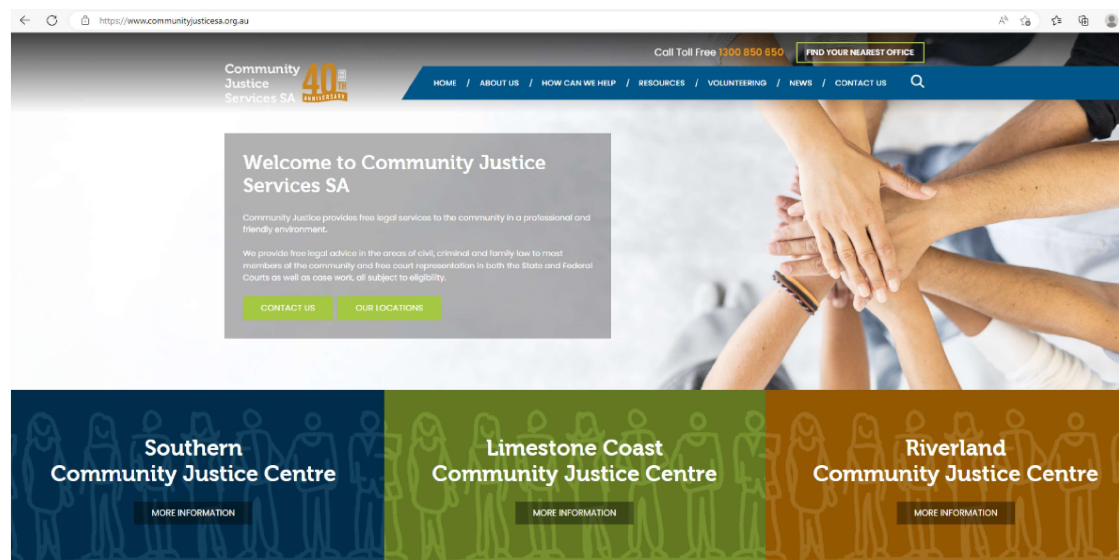 https://www.communityjusticesa.org.au
Call Toll Free 1300 850 650
FIND YOUR NEAREST OFFICE
Community
Justice
Services SA
40TH
ANNIVERSARY
HOME / ABOUT US / HOW CAN WE HELP / RESOURCES / VOLUNTEERING / NEWS / CONTACT US
Welcome to Community Justice
Services SA
Community Justice provides free legal services to the community in a professional and
friendly environment.
We provide free legal advice in the areas of civil, criminal and family law to most
members of the community and free court representation in both the State and Federal
Courts as well as case work, all subject to eligibility.
CONTACT US
OUR LOCATIONS
Southern
Community Justice Centre
MORE INFORMATION
Limestone Coast
Community Justice Centre
MORE INFORMATION
Riverland
Community Justice Centre
MORE INFORMATION